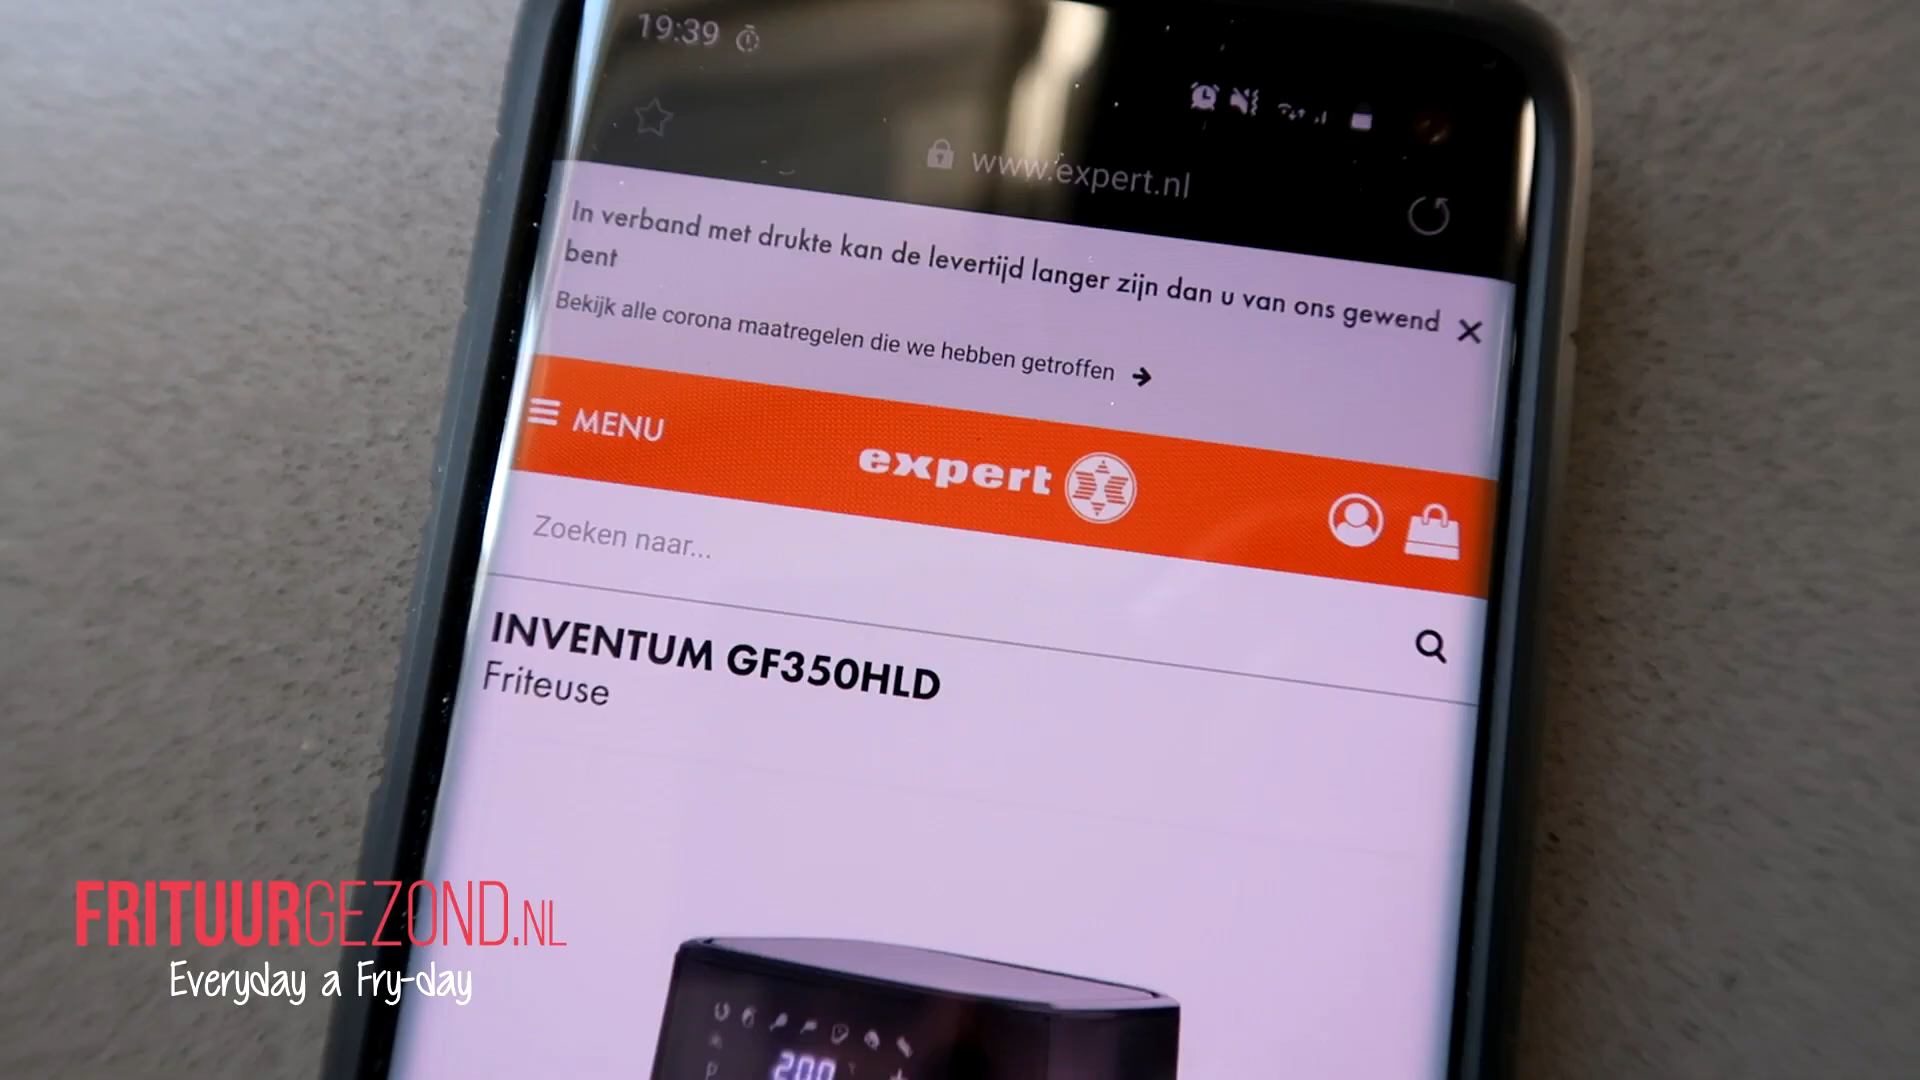 19:39
www.expert.nl
In verband met drukte kan de levertijd langer zijn dan u van ons gewend
bent
Bekijk alle corona maatregelen die we hebben getroffen →
MENU
expert
Zoeken naar...
INVENTUM GF350HLD
Friteuse
200
FRITUURGEZOND.NL
Everyday a Fry-day